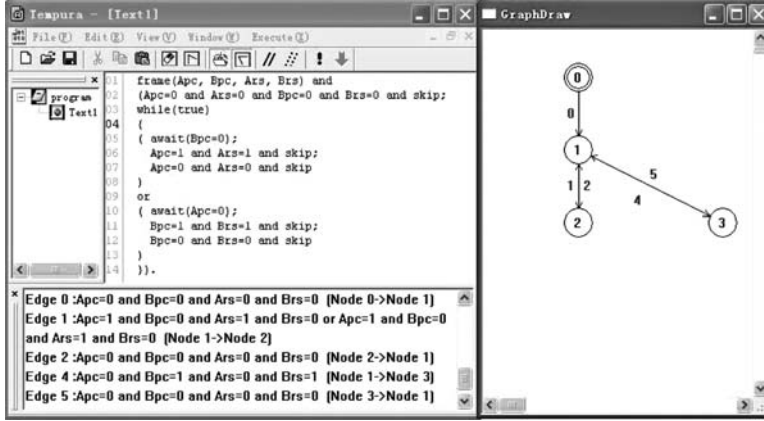 Tempura - [Text1]
File(F) Edit(E) View(V) Window(W) Execute(X)
program
Text1
01 frame(Apc, Bpc, Ars, Brs) and
02 (Apc=0 and Ars=0 and Bpc=0 and Brs=0 and skip;
03 while(true)
04 {
05 ( await(Bpc=0);
06 Apc=1 and Ars=1 and skip;
07 Apc=0 and Ars=0 and skip
08 )
09 or
10 ( await(Apc=0);
11 Bpc=1 and Brs=1 and skip;
12 Bpc=0 and Brs=0 and skip
13 )
14 }).
Edge 0 :Apc=0 and Bpc=0 and Ars=0 and Brs=0 (Node 0->Node 1)
Edge 1 :Apc=1 and Bpc=0 and Ars=1 and Brs=0 or Apc=1 and Bpc=0
and Ars=1 and Brs=0 (Node 1->Node 2)
Edge 2 :Apc=0 and Bpc=0 and Ars=0 and Brs=0 (Node 2->Node 1)
Edge 4 :Apc=0 and Bpc=1 and Ars=0 and Brs=1 (Node 1->Node 3)
Edge 5 :Apc=0 and Bpc=0 and Ars=0 and Brs=0 (Node 3->Node 1)
GraphDraw
0
0
1
5
1 2
4
2
3